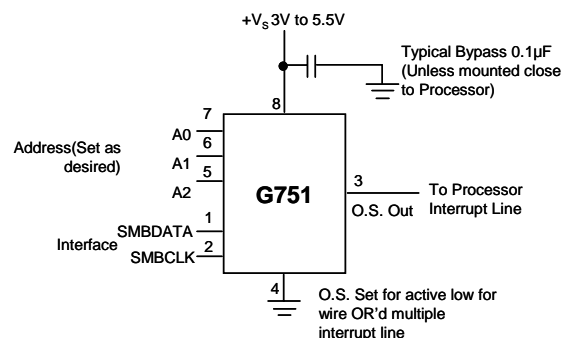 +VS 3V to 5.5V
Typical Bypass 0.1µF
(Unless mounted close
to Processor)
8
7
A0
6
A1
5
A2
Address(Set as
desired)
G751
3
O.S. Out
To Processor
Interrupt Line
1
SMBDATA
Interface
2
SMBCLK
4
O.S. Set for active low for
wire OR'd multiple
interrupt line